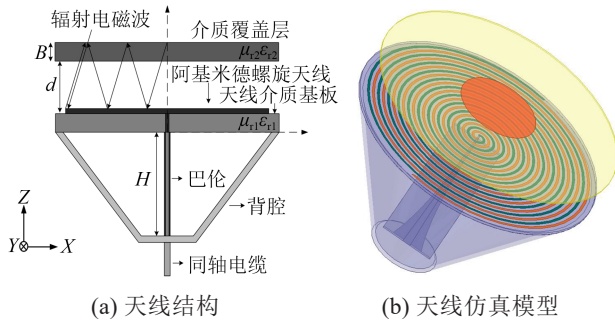 辐射电磁波
介质覆盖层
B
μr2εr2
d
阿基米德螺旋天线
天线介质基板
μr1εr1
H
巴伦
背腔
Z
Y
X
同轴电缆
(a) 天线结构
(b) 天线仿真模型